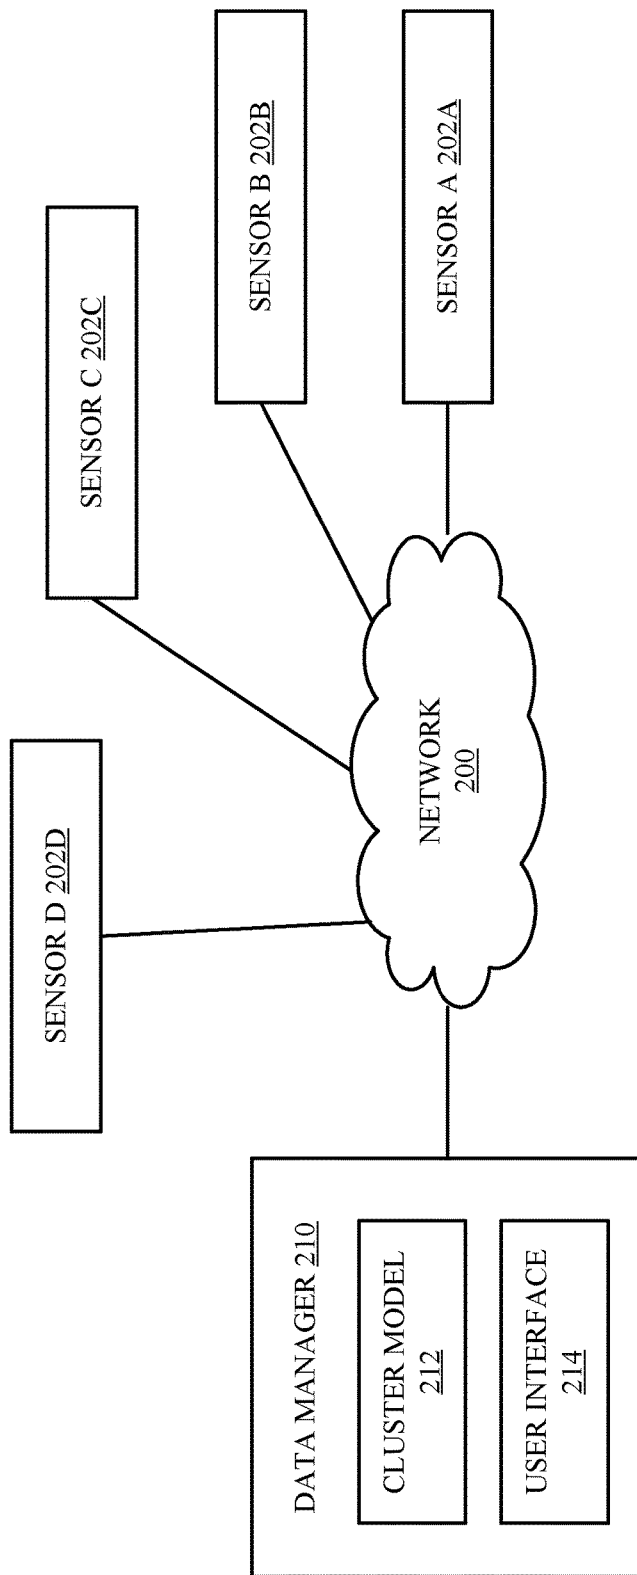 SENSOR D 202D
SENSOR C 202C
SENSOR B 202B
SENSOR A 202A
NETWORK
200
DATA MANAGER 210
CLUSTER MODEL
212
USER INTERFACE
214